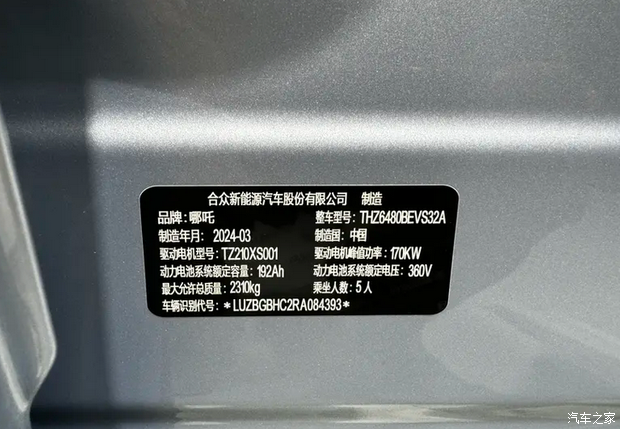 合众新能源汽车股份有限公司 制造
品牌：哪吒 整车型号：THZ6480BEVS32A
制造年月：2024-03 制造国：中国
驱动电机型号：TZ210XS001 驱动电机峰值功率：170KW
动力电池系统额定容量：192Ah 动力电池系统额定电压：360V
最大允许总质量：2310kg 乘坐人数：5人
车辆识别代号：*LUZBGBHC2RA084393*
汽车之家